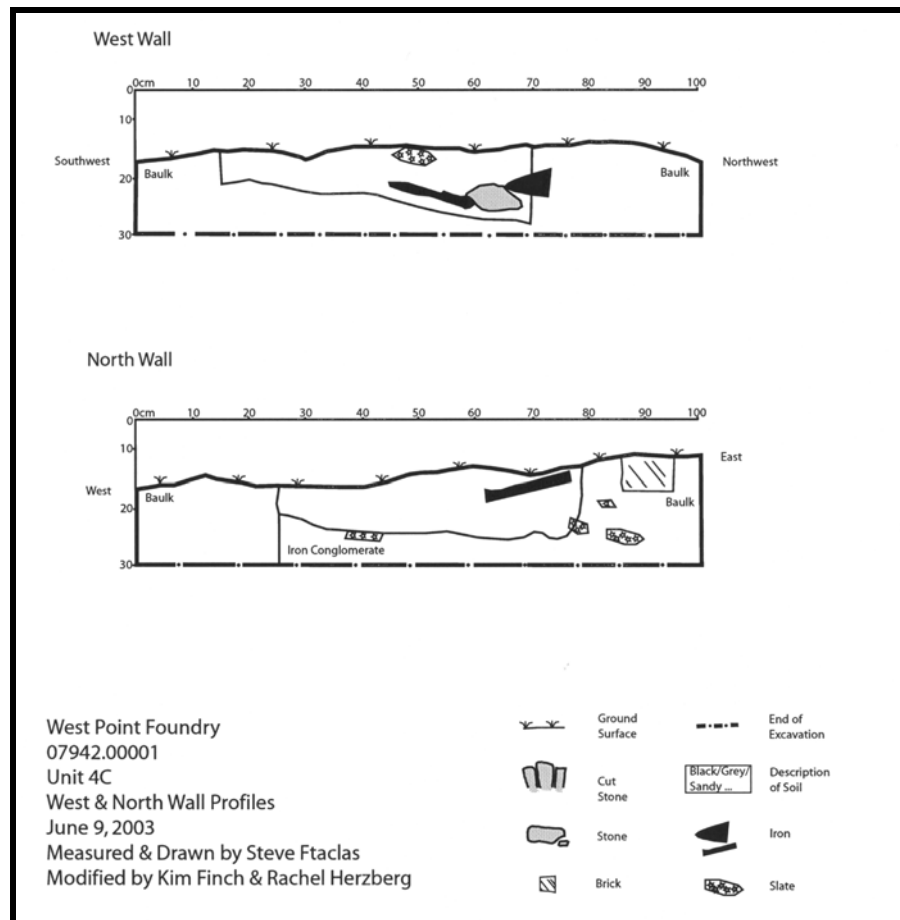 West Wall
0cm 10 20 30 40 50 60 70 80 90 100
0
10
Southwest Northwest
Baulk Baulk
20
30
North Wall
0cm 10 20 30 40 50 60 70 80 90 100
0
10
East
West Baulk Baulk
20
Iron Conglomerate
30
West Point Foundry
07942.00001
Unit 4C
West & North Wall Profiles
June 9, 2003
Measured & Drawn by Steve Ftaclas
Modified by Kim Finch & Rachel Herzberg
Ground
Surface
Cut
Stone
Stone
Brick
End of
Excavation
Black/Grey/
Sandy ...
Description
of Soil
Iron
Slate